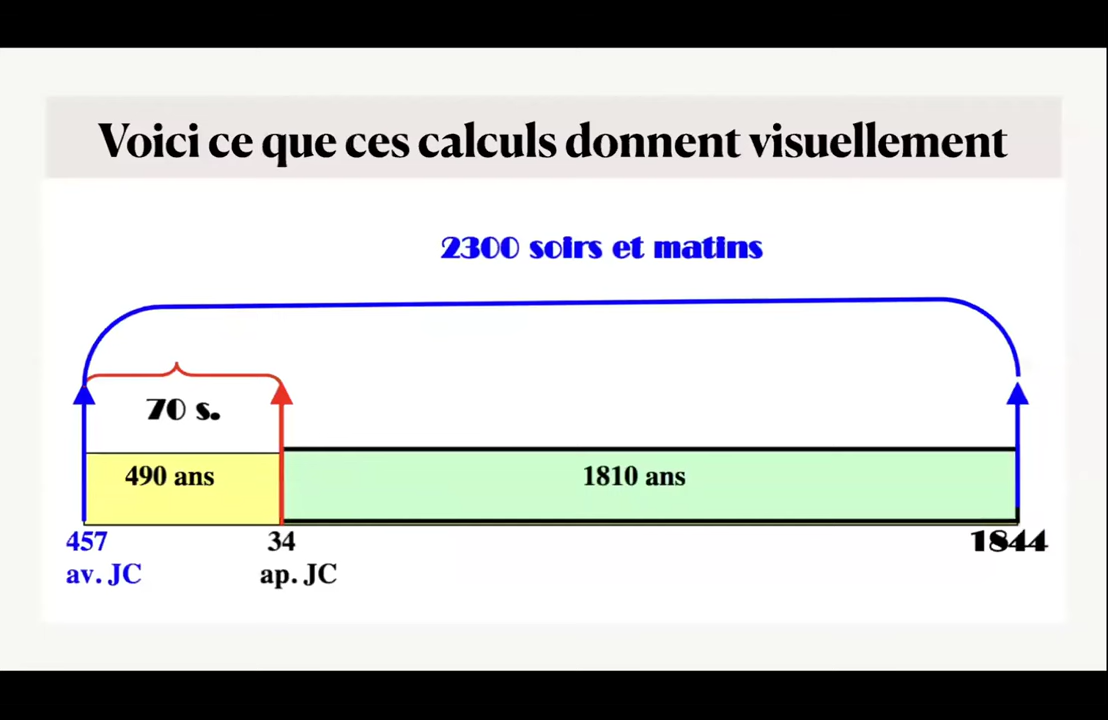 Voici ce que ces calculs donnent visuellement
2300 soirs et matins
70 s.
490 ans
1810 ans
457
av. JC
34
ap. JC
1844